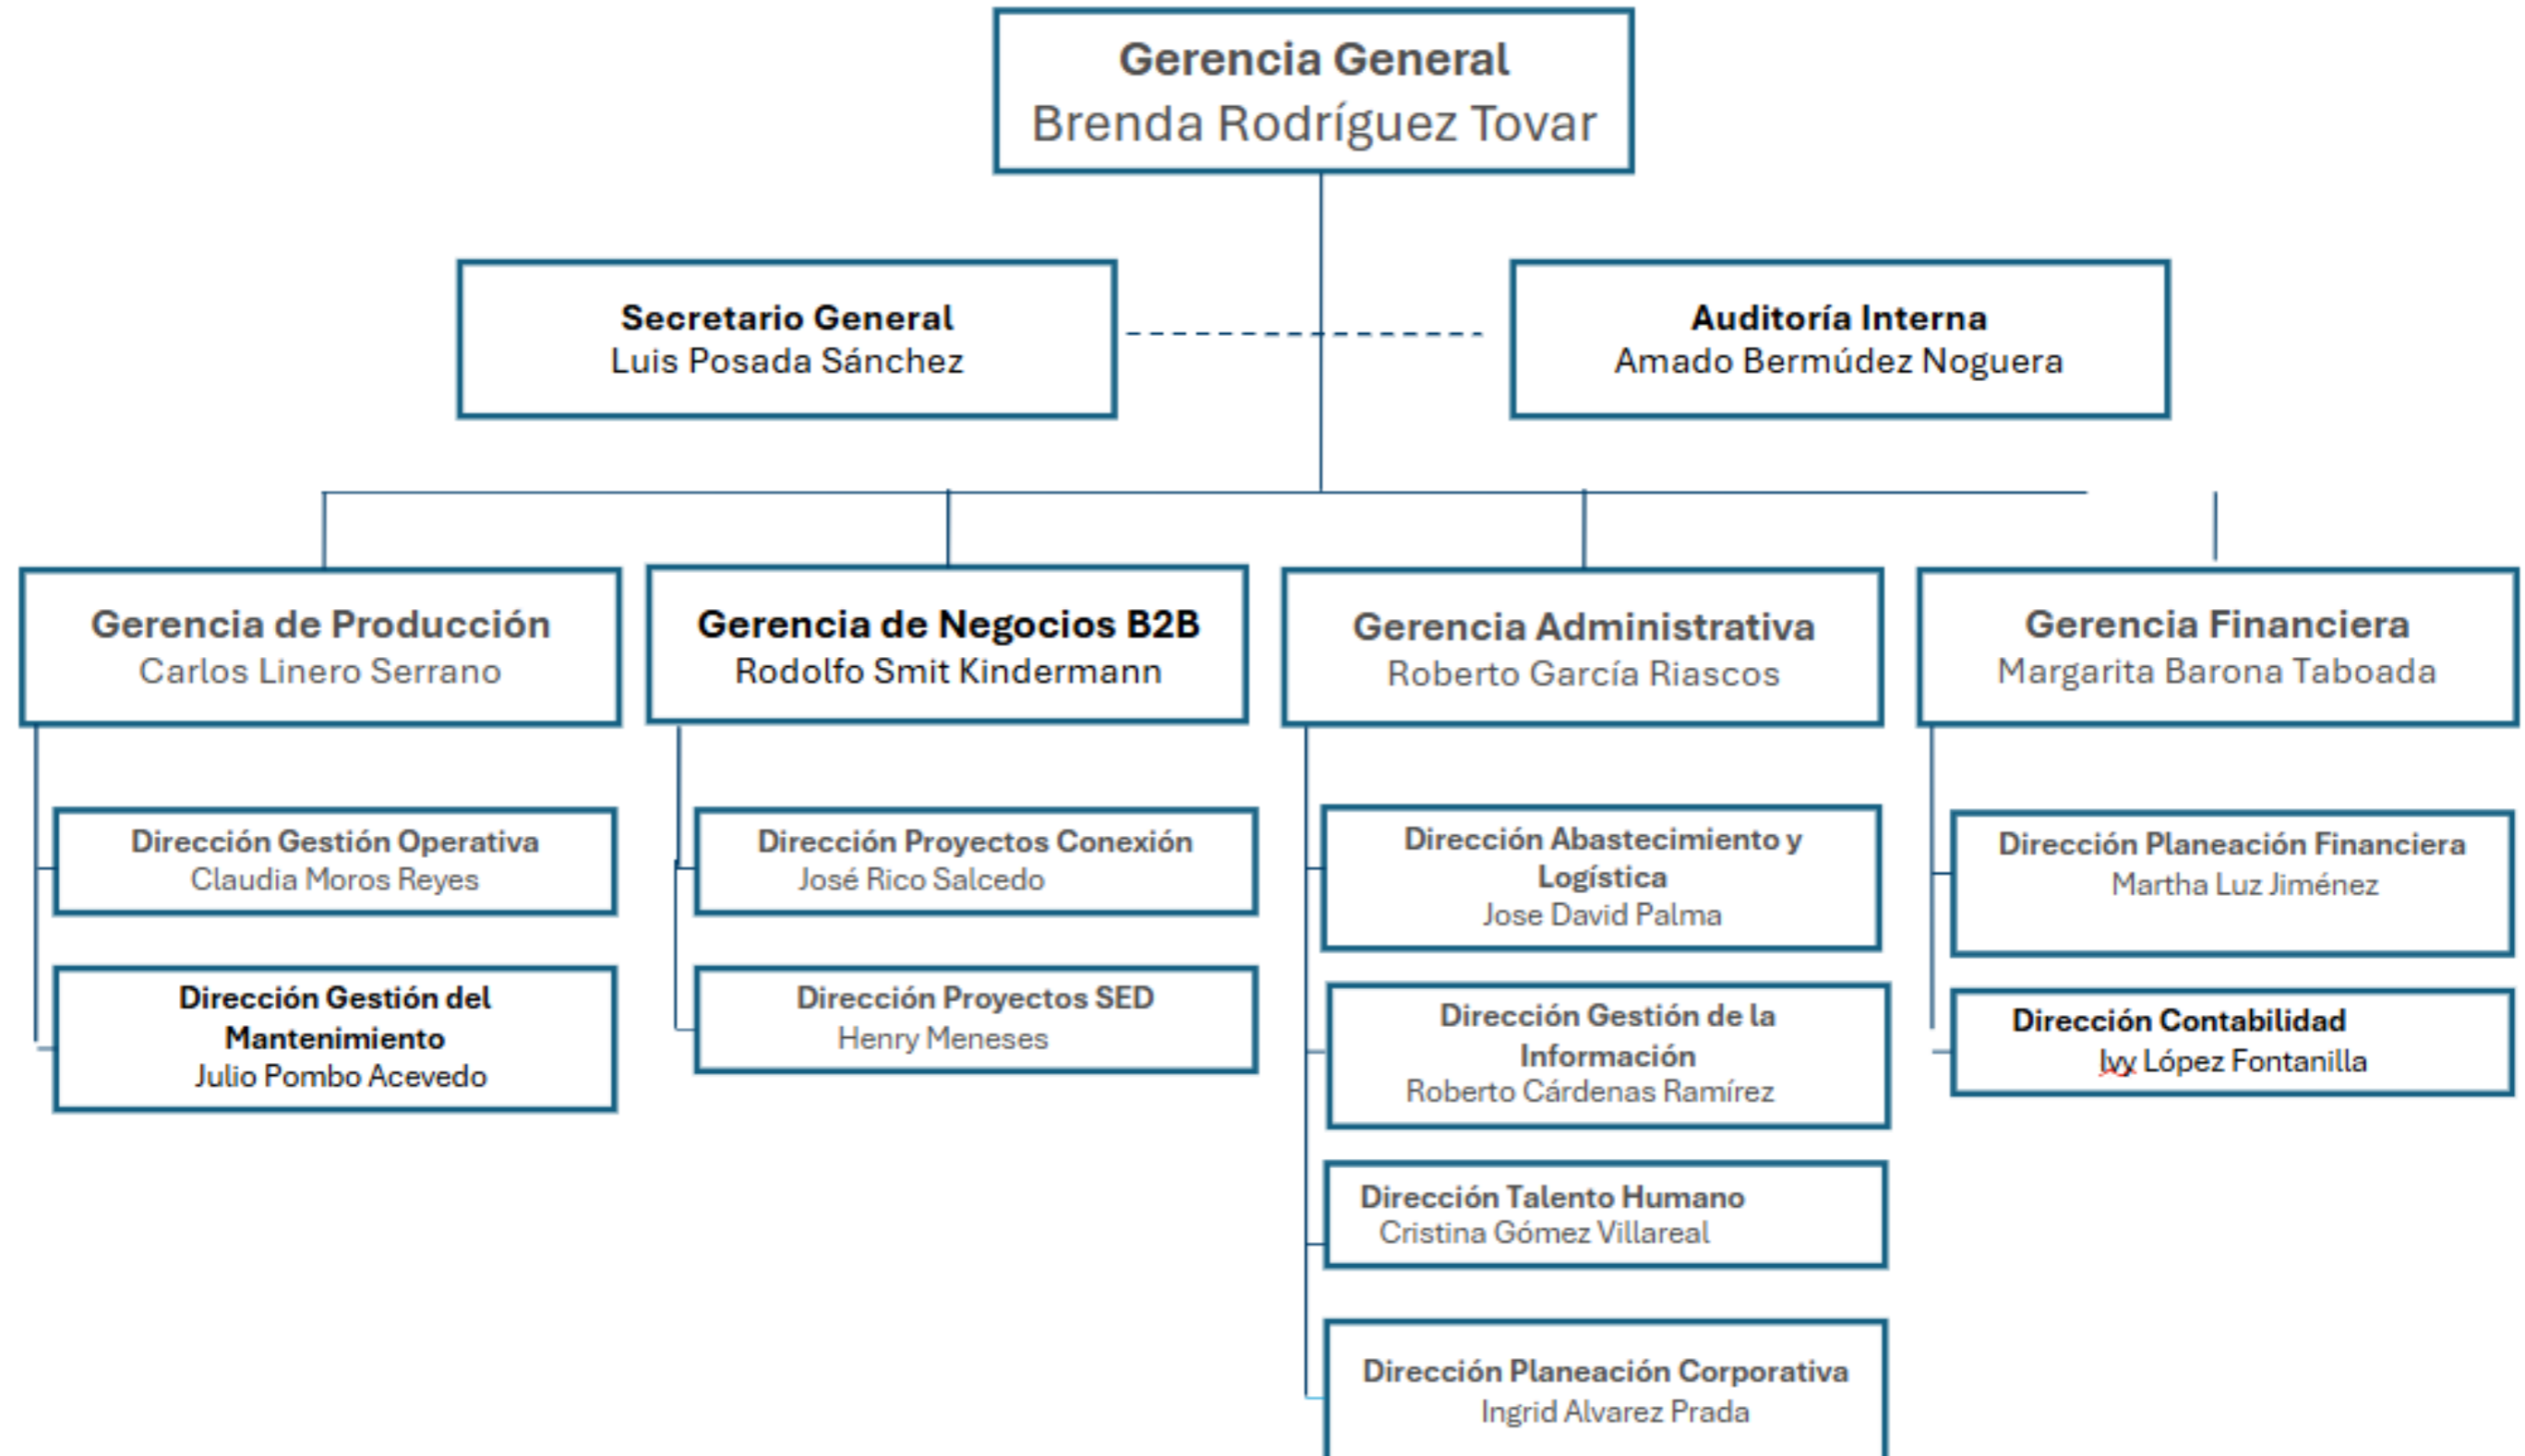 Gerencia General
Brenda Rodríguez Tovar
Secretario General
Luis Posada Sánchez
Auditoría Interna
Amado Bermúdez Noguera
Gerencia de Producción
Carlos Linero Serrano
Gerencia de Negocios B2B
Rodolfo Smit Kindermann
Gerencia Administrativa
Roberto García Riascos
Gerencia Financiera
Margarita Barona Taboada
Dirección Gestión Operativa
Claudia Moros Reyes
Dirección Gestión del
Mantenimiento
Julio Pombo Acevedo
Dirección Proyectos Conexión
José Rico Salcedo
Dirección Proyectos SED
Henry Meneses
Dirección Abastecimiento y
Logística
Jose David Palma
Dirección Gestión de la
Información
Roberto Cárdenas Ramírez
Dirección Talento Humano
Cristina Gómez Villareal
Dirección Planeación Corporativa
Ingrid Alvarez Prada
Dirección Planeación Financiera
Martha Luz Jiménez
Dirección Contabilidad
Ivy López Fontanilla